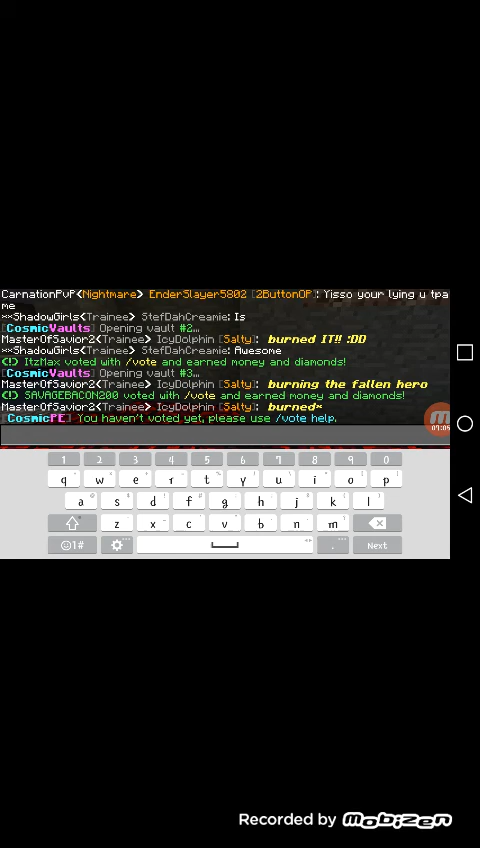 CarnationPvP<Nightmare> EnderSlayer5802 [2ButtonOP]: Yisso your lying u tpa
me
**ShadowGirls<Trainee> StefDahCreamie: Is
[CosmicVaults] Opening vault #2...
MasterOfSavior2<Trainee> IcyDolphin [Salty]: burned IT!! :DD
**ShadowGirls<Trainee> StefDahCreamie: Awesome
<!> ItzMax voted with /vote and earned money and diamonds!
[CosmicVaults] Opening vault #3...
MasterOfSavior2<Trainee> IcyDolphin [Salty]: burning the fallen hero
<!> SAVAGEBACON200 voted with /vote and earned money and diamonds!
MasterOfSavior2<Trainee> IcyDolphin [Salty]: burned*
[CosmicPE] You haven't voted yet, please use /vote help.
07:05
1 2 3 4 5 6 7 8 9 0
q w e r t y u i o p
a s d f g h j k l
z x c v b n m
!#
. Next
Recorded by Mobizen